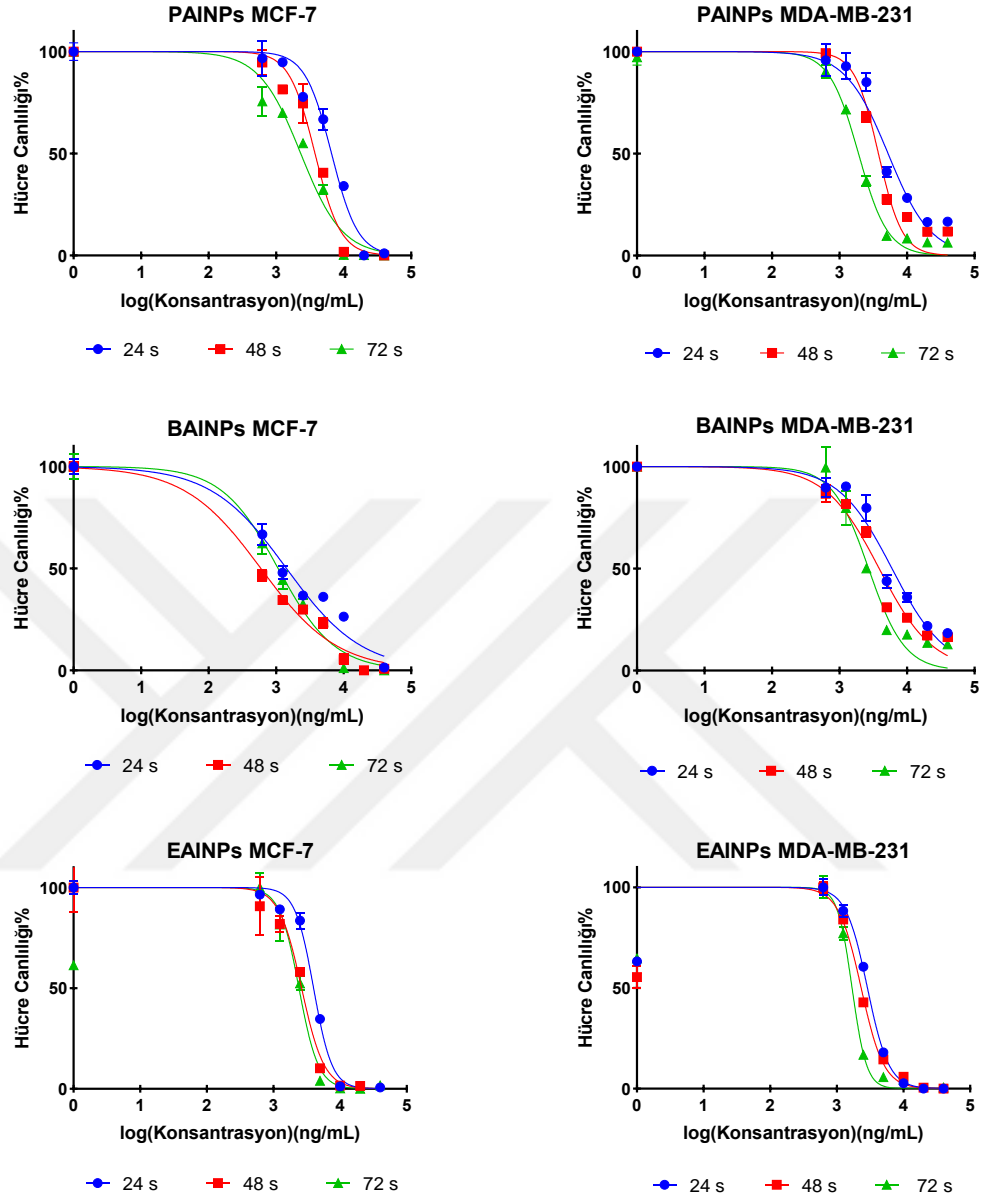 PAINPs MCF-7
Hücre Canlılığı%
100
50
0
0 1 2 3 4 5
log(Konsantrasyon)(ng/mL)
24 s 48 s 72 s
PAINPs MDA-MB-231
Hücre Canlılığı%
100
50
0
0 1 2 3 4 5
log(Konsantrasyon)(ng/mL)
24 s 48 s 72 s
BAINPs MCF-7
Hücre Canlılığı%
100
50
0
0 1 2 3 4 5
log(Konsantrasyon)(ng/mL)
24 s 48 s 72 s
BAINPs MDA-MB-231
Hücre Canlılığı%
100
50
0
0 1 2 3 4 5
log(Konsantrasyon)(ng/mL)
24 s 48 s 72 s
EAINPs MCF-7
Hücre Canlılığı%
100
50
0
0 1 2 3 4 5
log(Konsantrasyon)(ng/mL)
24 s 48 s 72 s
EAINPs MDA-MB-231
Hücre Canlılığı%
100
50
0
0 1 2 3 4 5
log(Konsantrasyon)(ng/mL)
24 s 48 s 72 s